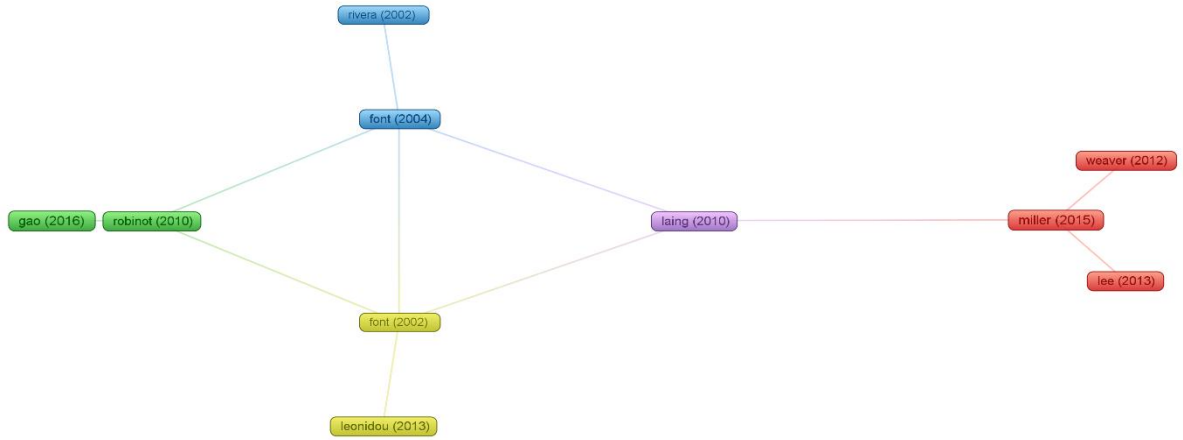 rivera (2002)
font (2004)
weaver (2012)
gao (2016)
robinot (2010)
laing (2010)
miller (2015)
lee (2013)
font (2002)
leonidou (2013)